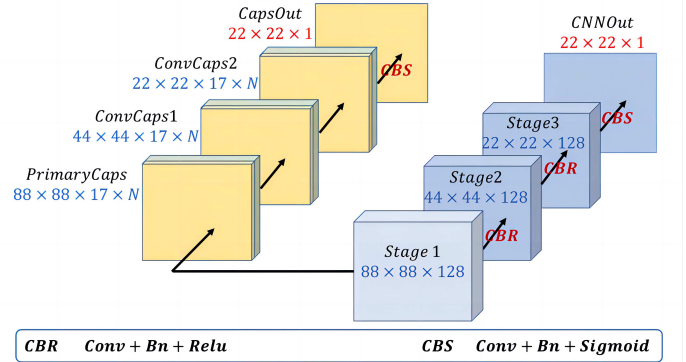 CapsOut
22 × 22 × 1
CBS
ConvCaps2
22 × 22 × 17 × N
ConvCaps1
44 × 44 × 17 × N
PrimaryCaps
88 × 88 × 17 × N
CNNOut
22 × 22 × 1
CBS
Stage3
22 × 22 × 128
CBR
Stage2
44 × 44 × 128
CBR
Stage 1
88 × 88 × 128
CBR Conv + Bn + Relu CBS Conv + Bn + Sigmoid